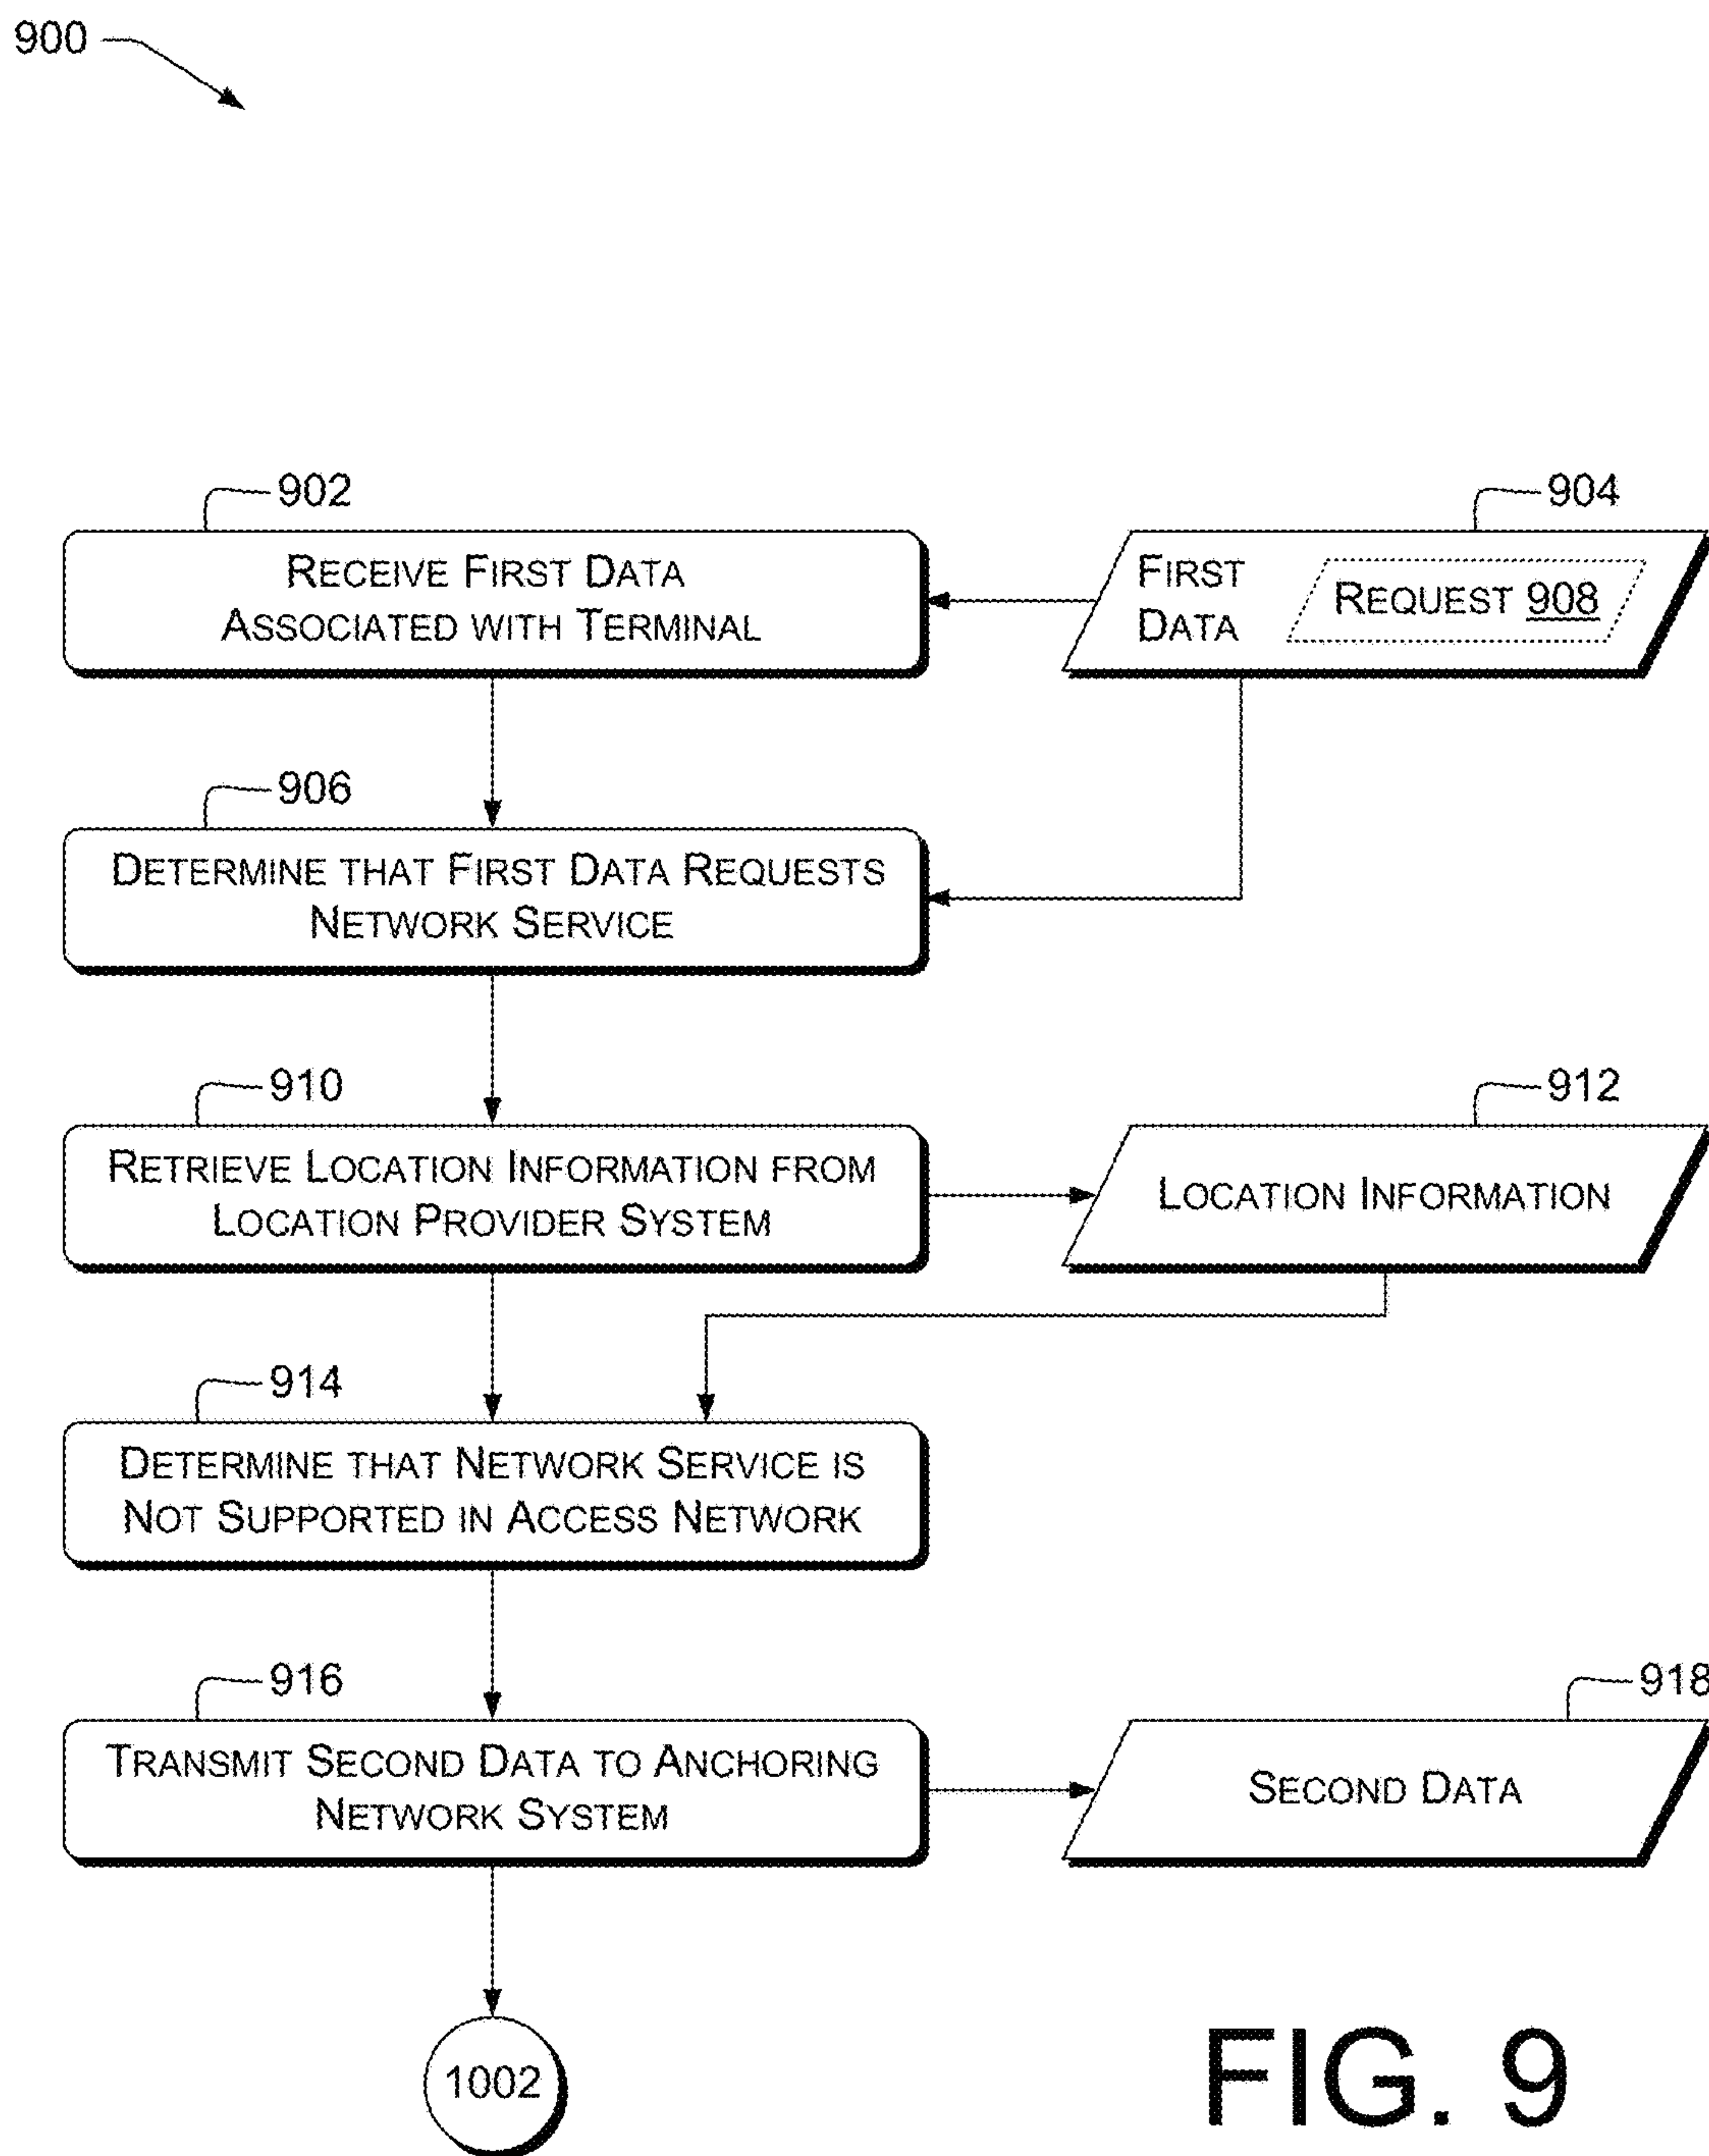 900
902
904
RECEIVE FIRST DATA
ASSOCIATED WITH TERMINAL
FIRST
DATA
REQUEST 908
906
DETERMINE THAT FIRST DATA REQUESTS
NETWORK SERVICE
910
912
RETRIEVE LOCATION INFORMATION FROM
LOCATION PROVIDER SYSTEM
LOCATION INFORMATION
914
DETERMINE THAT NETWORK SERVICE IS
NOT SUPPORTED IN ACCESS NETWORK
916
918
TRANSMIT SECOND DATA TO ANCHORING
NETWORK SYSTEM
SECOND DATA
1002
FIG. 9